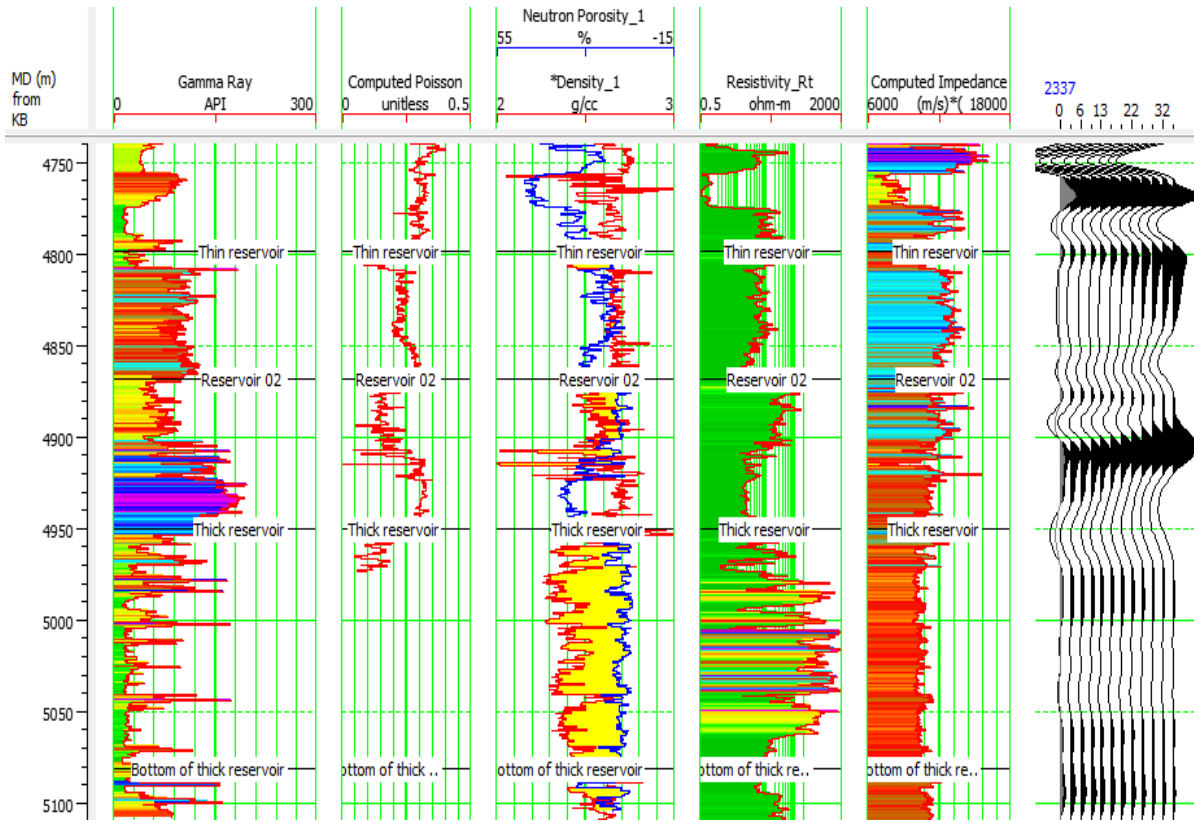 Neutron Porosity_1
55 % -15
MD (m)
from
KB
Gamma Ray
0 API 300
Computed Poisson
0 unitless 0.5
*Density_1
2 g/cc 3
Resistivity_Rt
0.5 ohm-m 2000
Computed Impedance
6000 (m/s)*( 18000
2337
0 6 13 22 32
4750
Thin reservoir Thin reservoir Thin reservoir Thin reservoir Thin reservoir
4800
4850
Reservoir 02 Reservoir 02 Reservoir 02 Reservoir 02 Reservoir 02
4900
4950
Thick reservoir Thick reservoir Thick reservoir Thick reservoir Thick reservoir
5000
5050
Bottom of thick reservoir ottom of thick .. ottom of thick reservoir ottom of thick re.. ottom of thick re..
5100